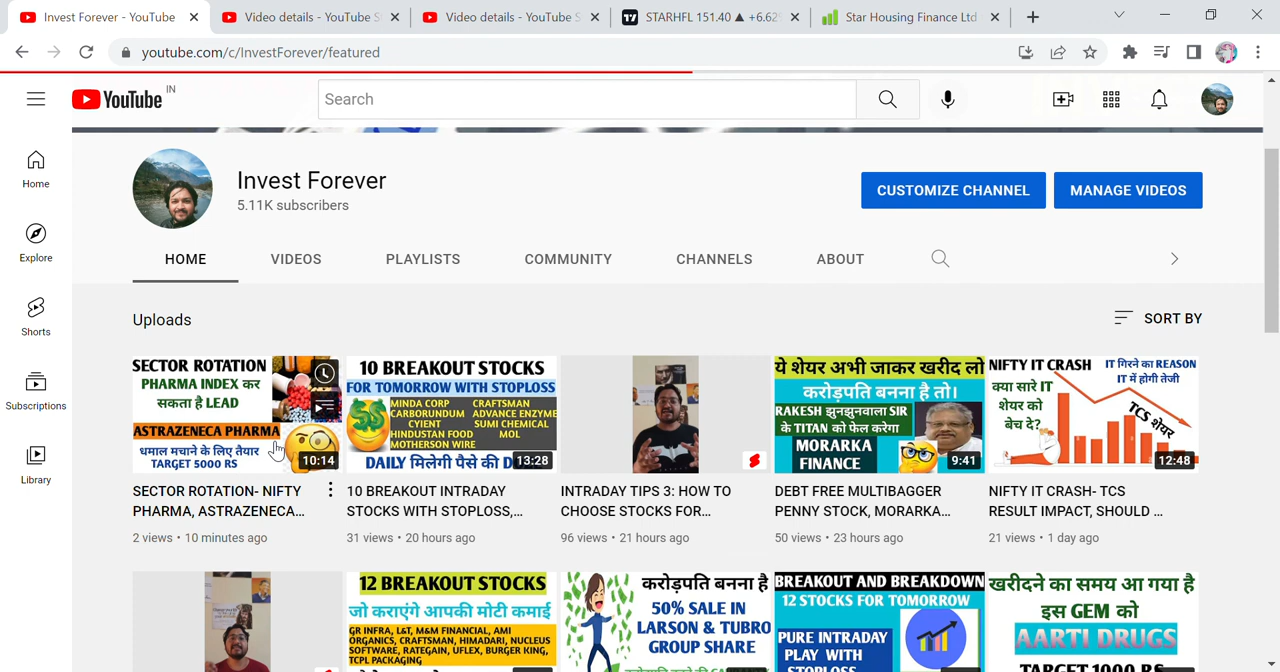 Invest Forever - YouTube
Video details - YouTube S
Video details - YouTube S
STARHFL 151.40 ▲ +6.62%
Star Housing Finance Ltd
youtube.com/c/InvestForever/featured
YouTube IN
Search
Home
Explore
Shorts
Subscriptions
Library
Invest Forever
5.11K subscribers
CUSTOMIZE CHANNEL
MANAGE VIDEOS
HOME
VIDEOS
PLAYLISTS
COMMUNITY
CHANNELS
ABOUT
Uploads
SORT BY
SECTOR ROTATION
PHARMA INDEX कर
सकता है LEAD
ASTRAZENECA PHARMA
धमाल मचाने के लिए तैयार
TARGET 5000 RS
10:14
SECTOR ROTATION- NIFTY
PHARMA, ASTRAZENECA...
2 views • 10 minutes ago
10 BREAKOUT STOCKS
FOR TOMORROW WITH STOPLOSS
MINDA CORP CRAFTSMAN
CARBORUNDUM ADVANCE ENZYME
CYIENT SUMI CHEMICAL
HINDUSTAN FOOD MOL
MOTHERSON WIRE
DAILY मिलेगी पैसे की
13:28
10 BREAKOUT INTRADAY
STOCKS WITH STOPLOSS,...
31 views • 20 hours ago
INTRADAY TIPS 3: HOW TO
CHOOSE STOCKS FOR...
96 views • 21 hours ago
ये शेयर अभी जाकर खरीद लो
करोड़पति बनना है तो।
RAKESH झुनझुनवाला SIR
के TITAN को फेल करेगा
MORARKA
FINANCE
9:41
DEBT FREE MULTIBAGGER
PENNY STOCK, MORARKA...
50 views • 23 hours ago
NIFTY IT CRASH
IT गिरने का REASON
IT में होगी तेजी
क्या सारे IT
शेयर को
बेच दे?
TCS शेयर
12:48
NIFTY IT CRASH- TCS
RESULT IMPACT, SHOULD ...
21 views • 1 day ago
12 BREAKOUT STOCKS
जो कराएंगे आपकी मोटी कमाई
GR INFRA, L&T, M&M FINANCIAL, AMI
ORGANICS, CRAFTSMAN, HIMADARI, NUCLEUS
SOFTWARE, RATEGAIN, UFLEX, BURGER KING,
TCPL PACKAGING
करोड़पति बनना है
50% SALE IN
LARSON & TUBRO
GROUP SHARE
BREAKOUT AND BREAKDOWN
12 STOCKS FOR TOMORROW
PURE INTRADAY
PLAY WITH
STOPLOSS
खरीदने का समय आ गया है
इस GEM को
AARTI DRUGS
TARGET 1000 RS